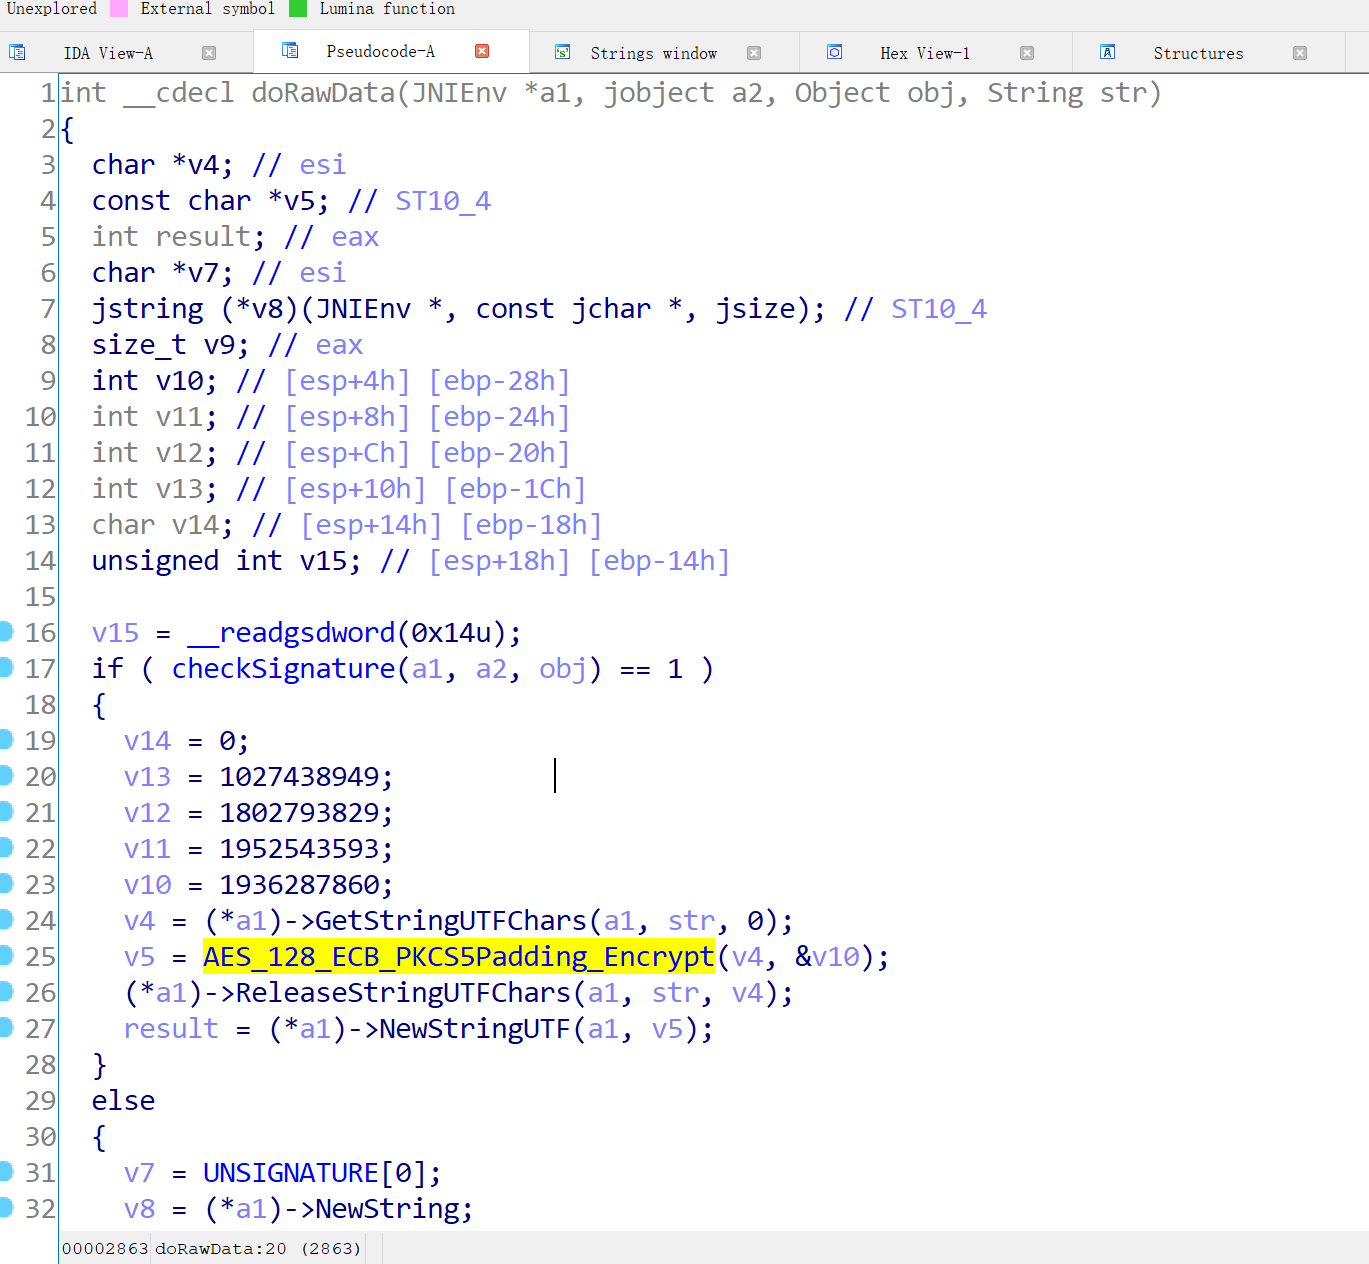 Unexplored External symbol Lumina function
IDA View-A Pseudocode-A 's' Strings window Hex View-1 A Structures
1 int __cdecl doRawData(JNIEnv *a1, jobject a2, Object obj, String str)
2 {
3 char *v4; // esi
4 const char *v5; // ST10_4
5 int result; // eax
6 char *v7; // esi
7 jstring (*v8)(JNIEnv *, const jchar *, jsize); // ST10_4
8 size_t v9; // eax
9 int v10; // [esp+4h] [ebp-28h]
10 int v11; // [esp+8h] [ebp-24h]
11 int v12; // [esp+Ch] [ebp-20h]
12 int v13; // [esp+10h] [ebp-1Ch]
13 char v14; // [esp+14h] [ebp-18h]
14 unsigned int v15; // [esp+18h] [ebp-14h]
15
16 v15 = __readgsdword(0x14u);
17 if ( checkSignature(a1, a2, obj) == 1 )
18 {
19 v14 = 0;
20 v13 = 1027438949;
21 v12 = 1802793829;
22 v11 = 1952543593;
23 v10 = 1936287860;
24 v4 = (*a1)->GetStringUTFChars(a1, str, 0);
25 v5 = AES_128_ECB_PKCS5Padding_Encrypt(v4, &v10);
26 (*a1)->ReleaseStringUTFChars(a1, str, v4);
27 result = (*a1)->NewStringUTF(a1, v5);
28 }
29 else
30 {
31 v7 = UNSIGNATURE[0];
32 v8 = (*a1)->NewString;
00002863 doRawData:20 (2863)